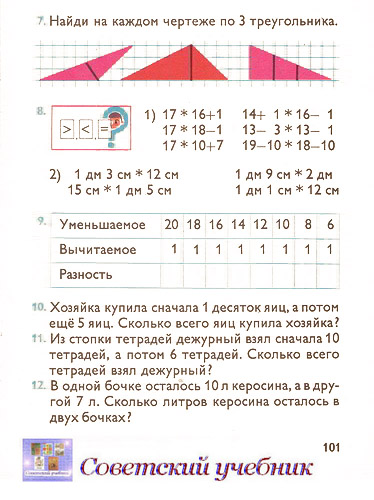 7. Найди на каждом чертеже по 3 треугольника.
8. > < = ?
1) 17 * 16+1 14+ 1 * 16− 1
17 * 18−1 13− 3 * 13− 1
17 * 10+7 19−10 * 18−10
2) 1 дм 3 см * 12 см 1 дм 9 см * 2 дм
15 см * 1 дм 5 см 1 дм 1 см * 12 см
9. Уменьшаемое 20 18 16 14 12 10 8 6
Вычитаемое 1 1 1 1 1 1 1 1
Разность
10. Хозяйка купила сначала 1 десяток яиц, а потом
ещё 5 яиц. Сколько всего яиц купила хозяйка?
11. Из стопки тетрадей дежурный взял сначала 10
тетрадей, а потом 6 тетрадей. Сколько всего
тетрадей взял дежурный?
12. В одной бочке осталось 10 л керосина, а в дру-
гой 7 л. Сколько литров керосина осталось в
двух бочках?
101
Советский учебник